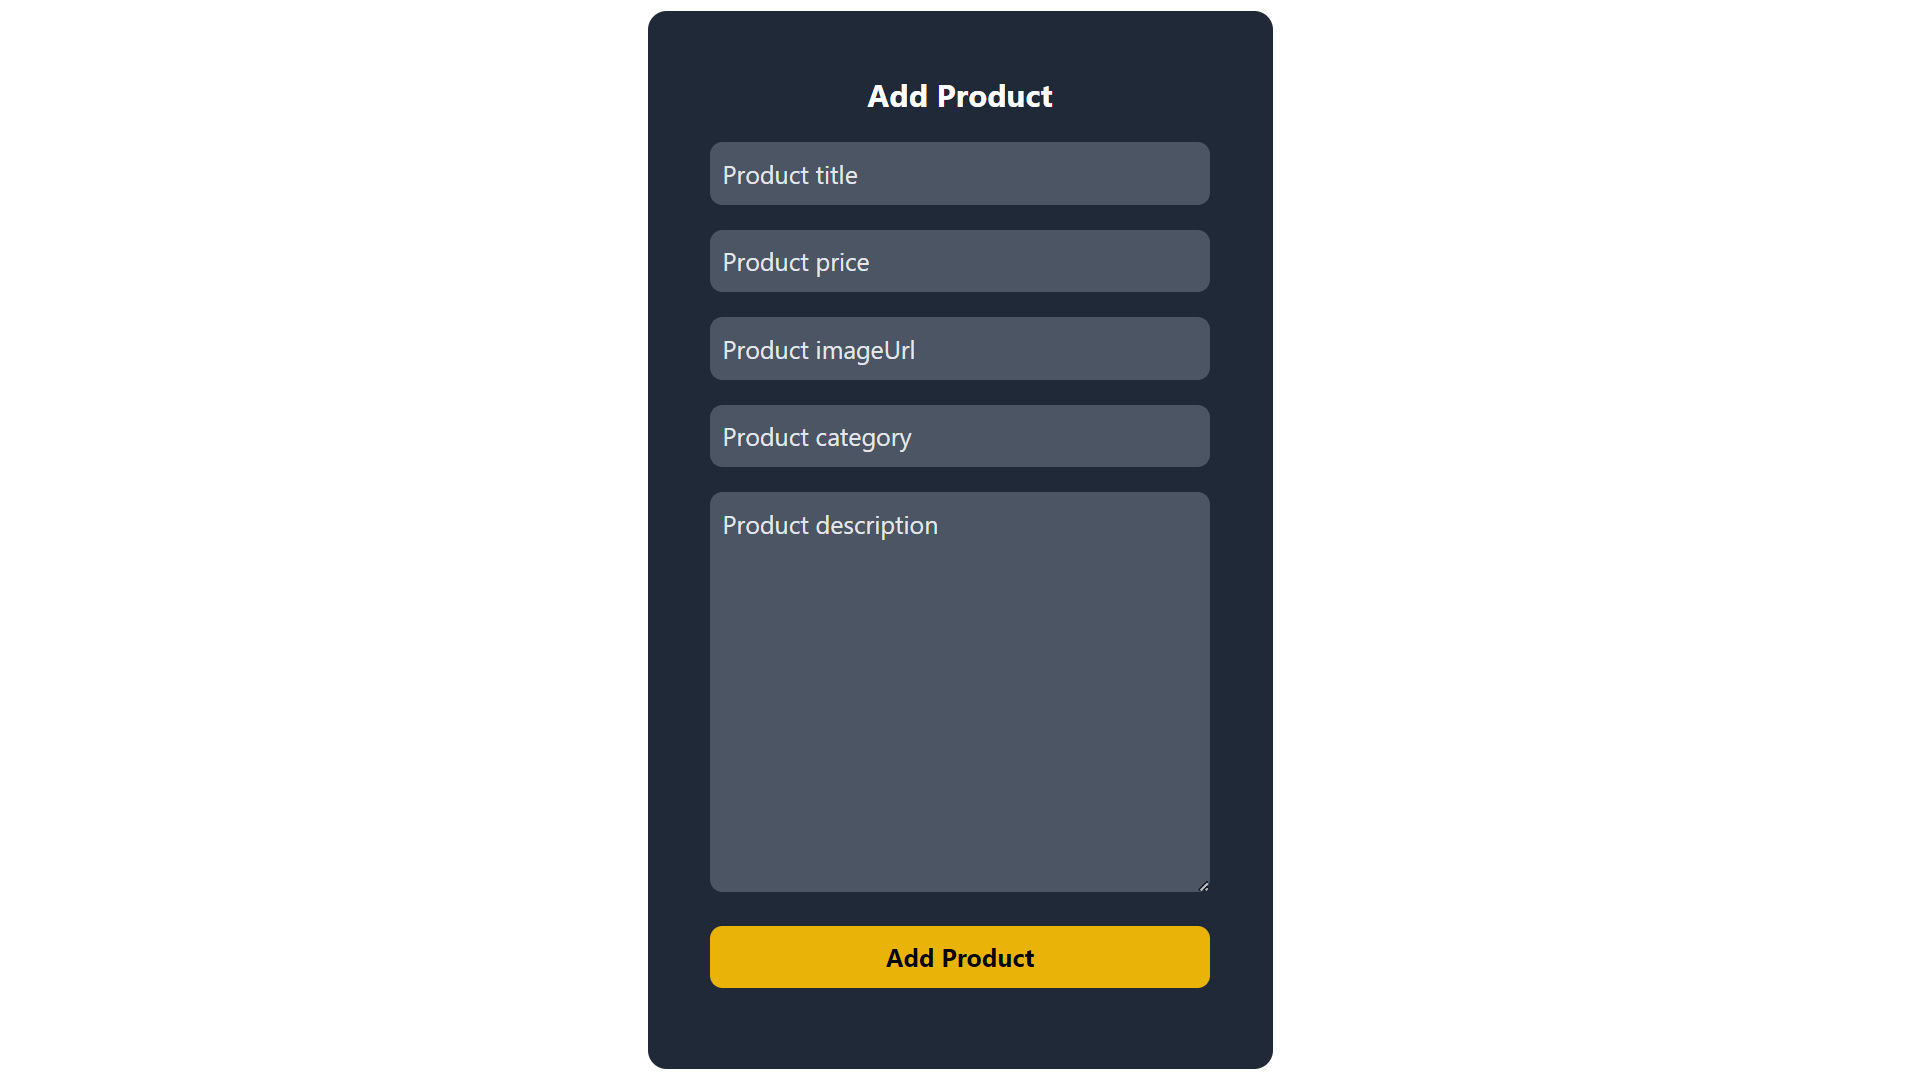 Add Product
Product title
Product price
Product imageUrl
Product category
Product description
Add Product